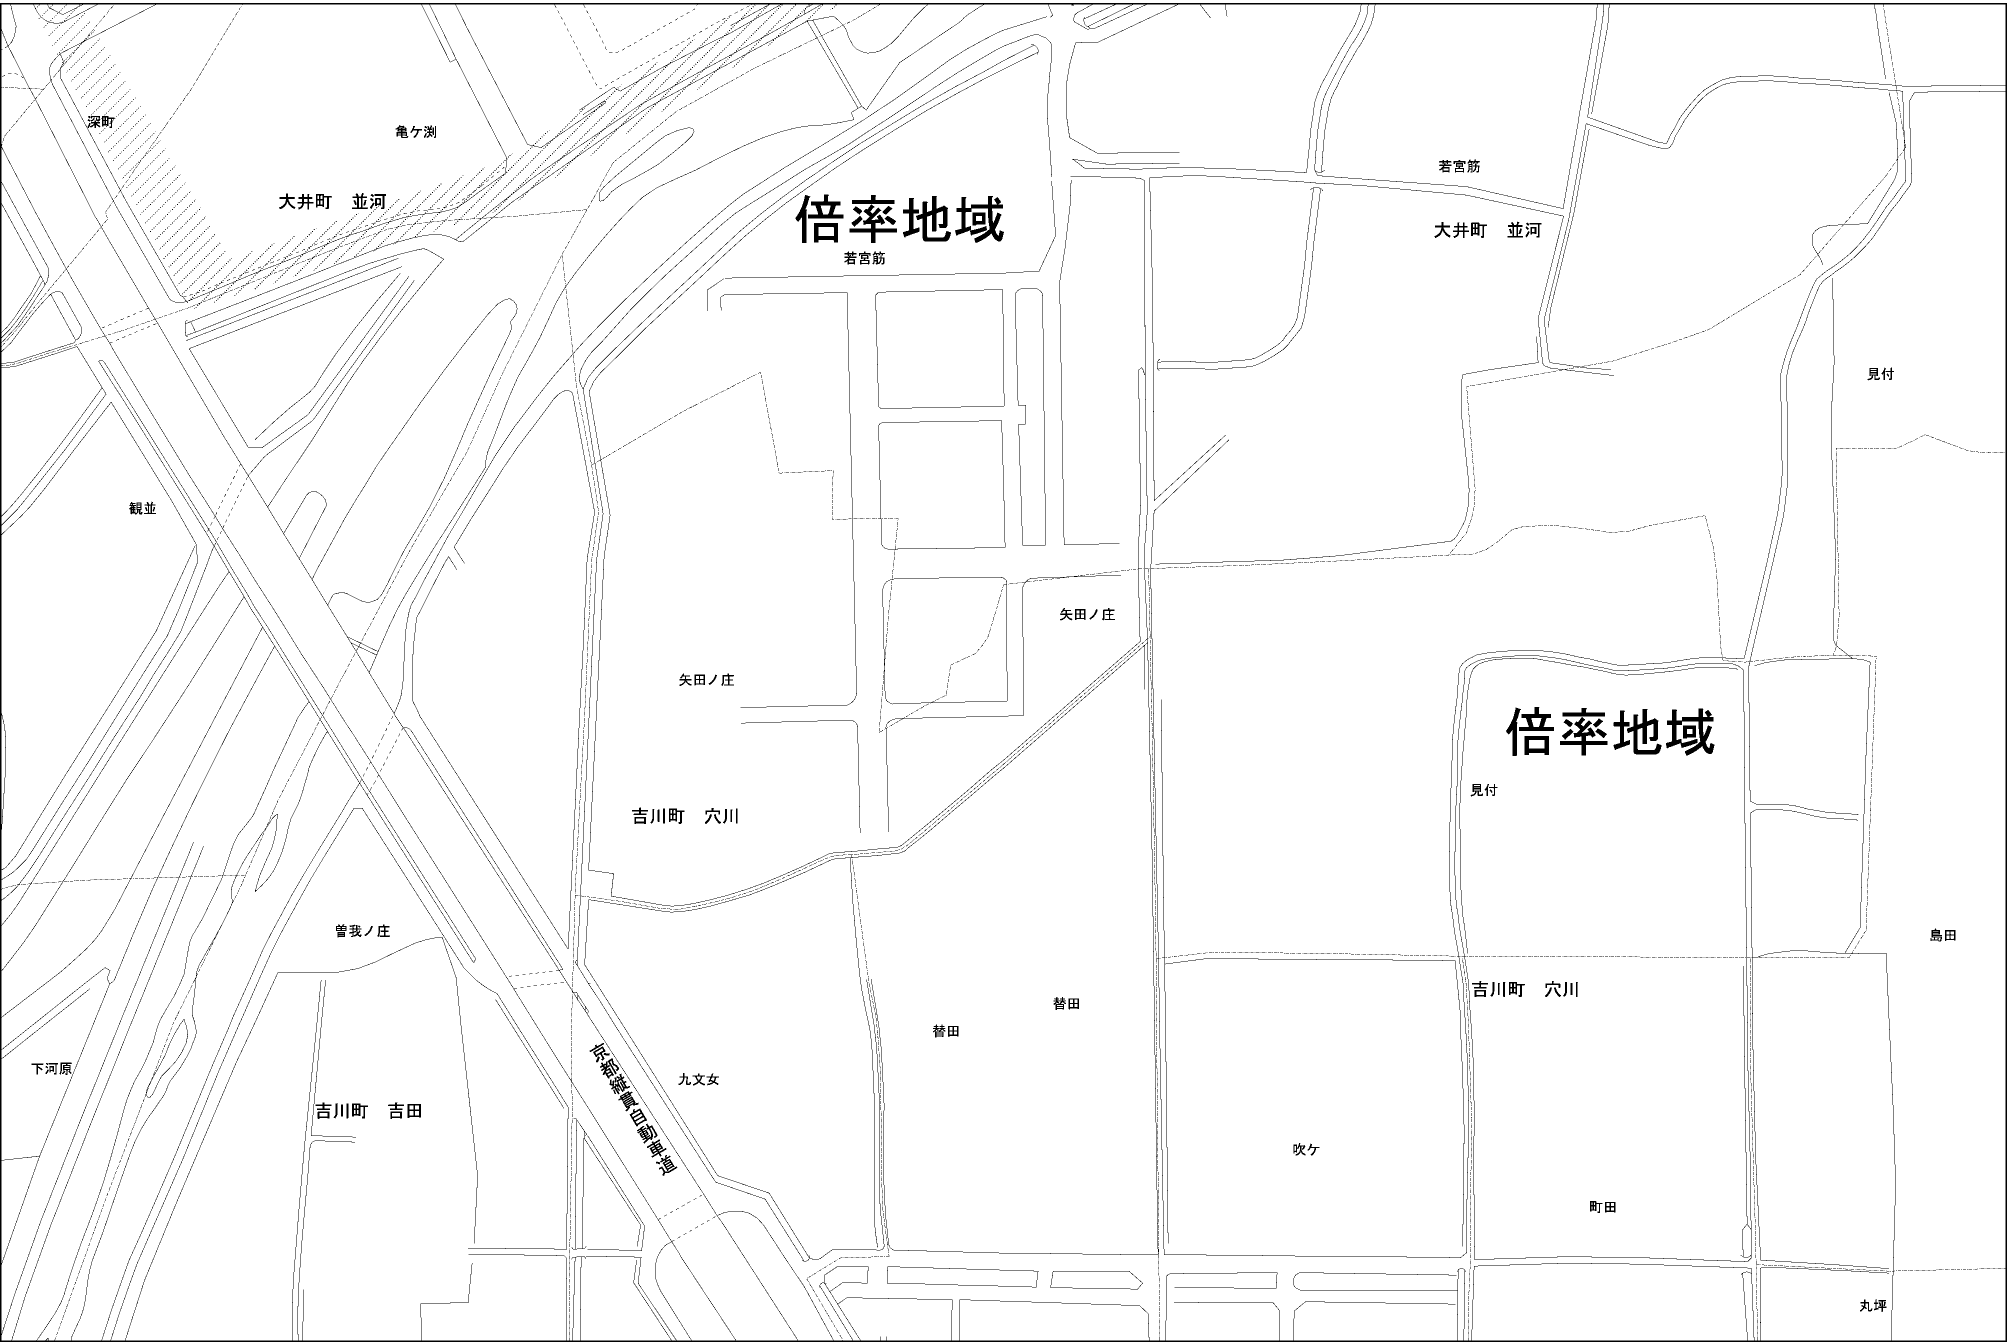 深町
亀ケ渕
大井町　並河
若宮筋
倍率地域
大井町　並河
若宮筋
見付
観並
矢田ノ庄
矢田ノ庄
倍率地域
見付
吉川町　穴川
曽我ノ庄
島田
吉川町　穴川
替田
替田
下河原
京都縦貫自動車道
九文女
吉川町　吉田
吹ケ
町田
丸坪